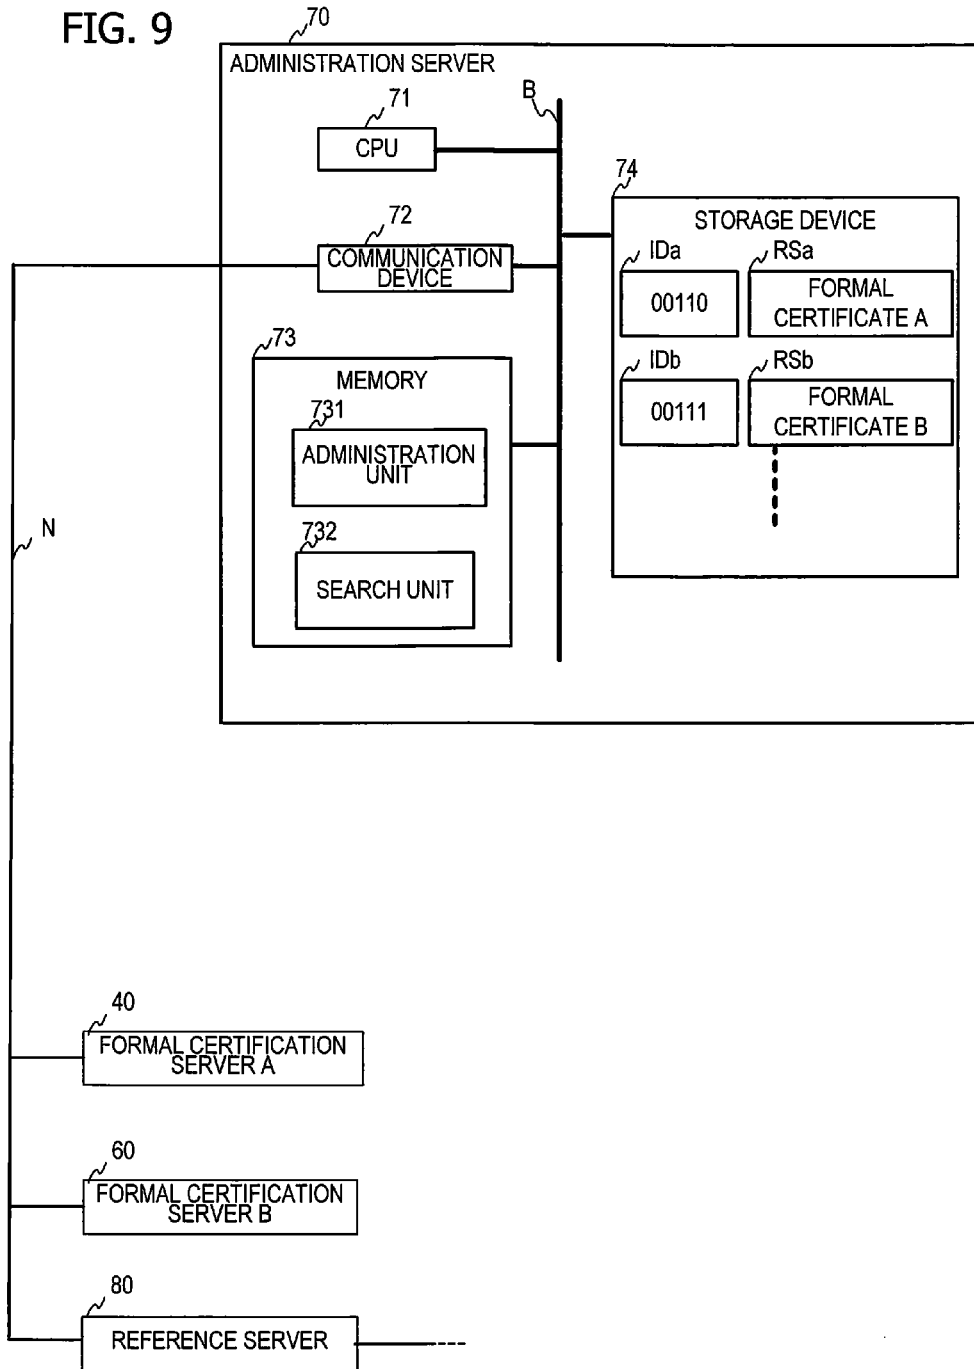 FIG. 9
70
ADMINISTRATION SERVER
71
CPU
B
72
COMMUNICATION
DEVICE
73
MEMORY
731
ADMINISTRATION
UNIT
732
SEARCH UNIT
74
STORAGE DEVICE
IDa
RSa
00110
FORMAL
CERTIFICATE A
IDb
RSb
00111
FORMAL
CERTIFICATE B
N
40
FORMAL CERTIFICATION
SERVER A
60
FORMAL CERTIFICATION
SERVER B
80
REFERENCE SERVER